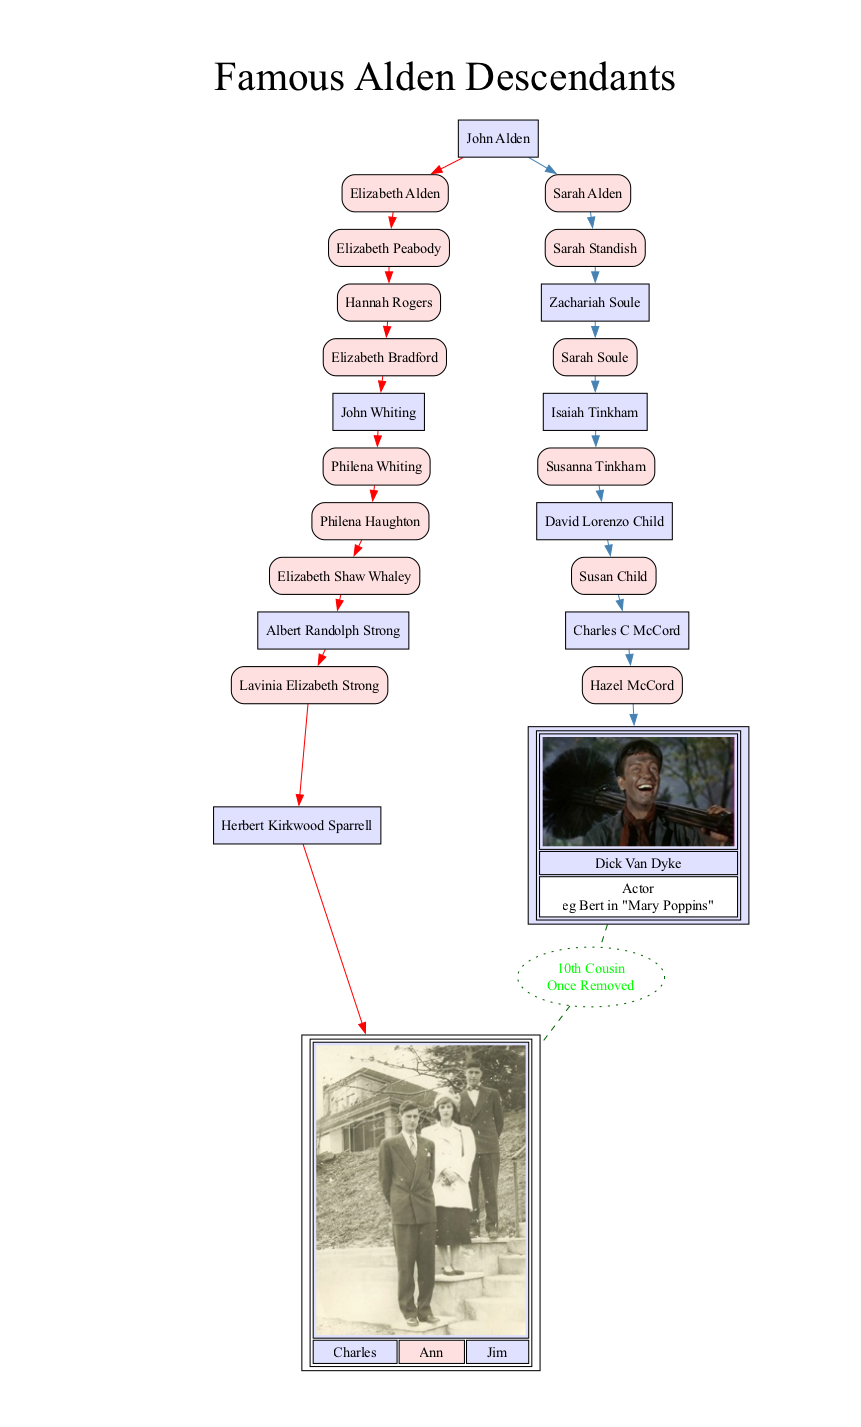 Famous Alden Descendants
John Alden
Elizabeth Alden
Sarah Alden
Elizabeth Peabody
Sarah Standish
Hannah Rogers
Zachariah Soule
Elizabeth Bradford
Sarah Soule
John Whiting
Isaiah Tinkham
Philena Whiting
Susanna Tinkham
Philena Haughton
David Lorenzo Child
Elizabeth Shaw Whaley
Susan Child
Albert Randolph Strong
Charles C McCord
Lavinia Elizabeth Strong
Hazel McCord
Herbert Kirkwood Sparrell
Dick Van Dyke
Actor
eg Bert in "Mary Poppins"
10th Cousin
Once Removed
Charles
Ann
Jim